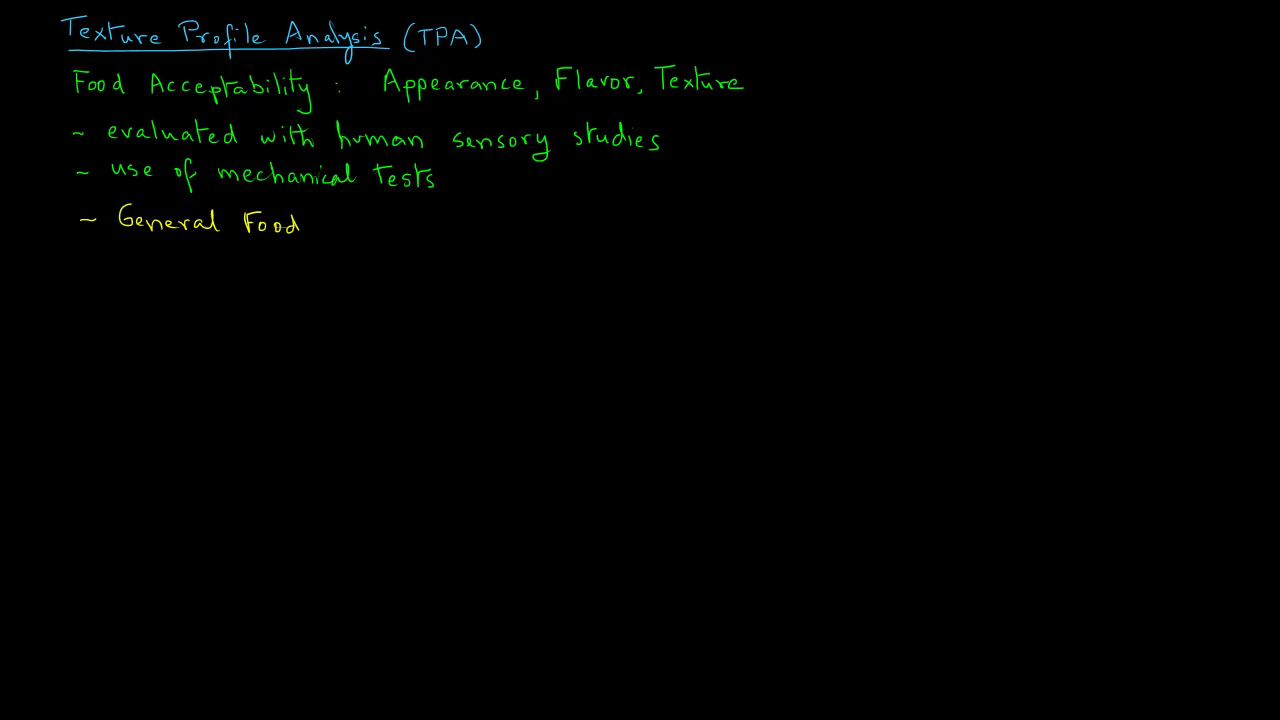 Texture Profile Analysis (TPA)
Food Acceptability : Appearance, Flavor, Texture
~ evaluated with human sensory studies
~ use of mechanical tests
~ General Food